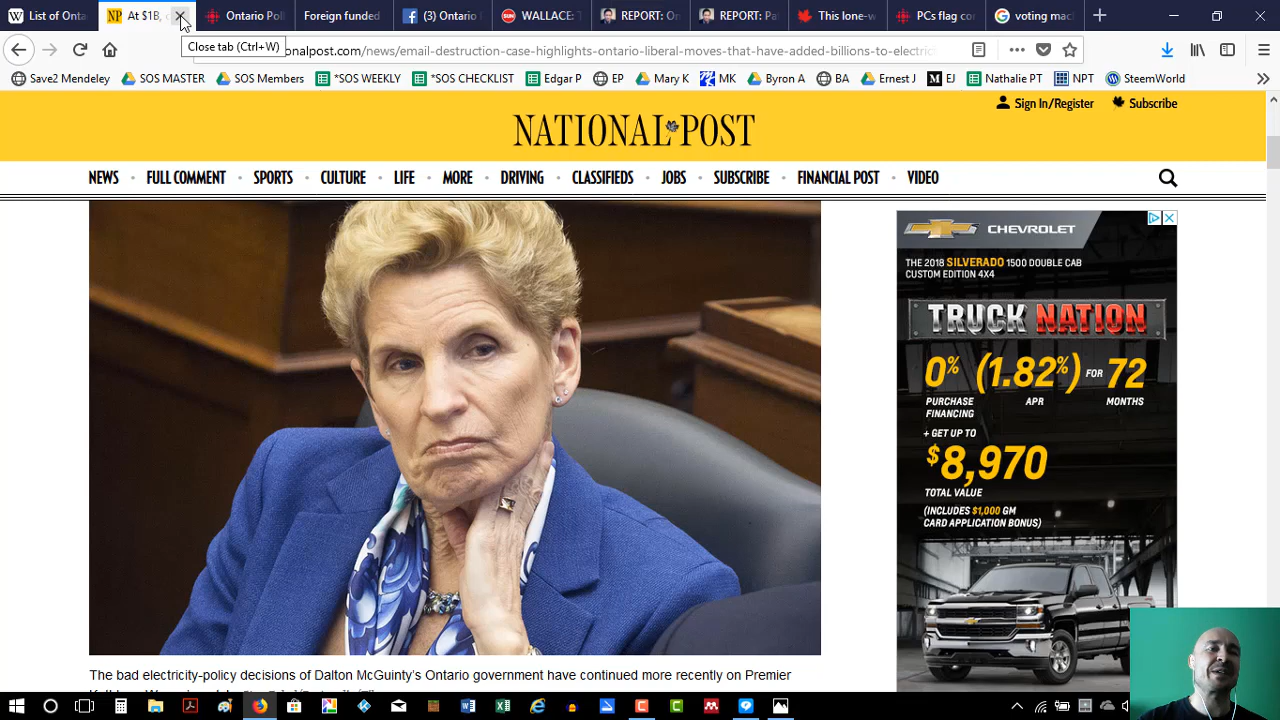 List of Onta
NP At $1B,
Ontario Poll
Foreign funded
(3) Ontario
WALLACE:
REPORT: On
REPORT: Pa
This lone-w
PCs flag co
voting mac
Close tab (Ctrl+W)
onalpost.com/news/email-destruction-case-highlights-ontario-liberal-moves-that-have-added-billions-to-electric
Save2 Mendeley
SOS MASTER
SOS Members
*SOS WEEKLY
*SOS CHECKLIST
Edgar P
EP
Mary K
MK
Byron A
BA
Ernest J
EJ
Nathalie PT
NPT
SteemWorld
Sign In/Register
Subscribe
NATIONAL POST
NEWS • FULL COMMENT • SPORTS • CULTURE • LIFE • MORE • DRIVING • CLASSIFIEDS • JOBS • SUBSCRIBE • FINANCIAL POST • VIDEO
CHEVROLET
THE 2018 SILVERADO 1500 DOUBLE CAB
CUSTOM EDITION 4X4
TRUCK NATION
0% (1.82%) FOR 72
PURCHASE FINANCING
APR
MONTHS
+ GET UP TO
$8,970
TOTAL VALUE
(INCLUDES $1,000 GM
CARD APPLICATION BONUS)
The bad electricity-policy decisions of Dalton McGuinty's Ontario government have continued more recently on Premier